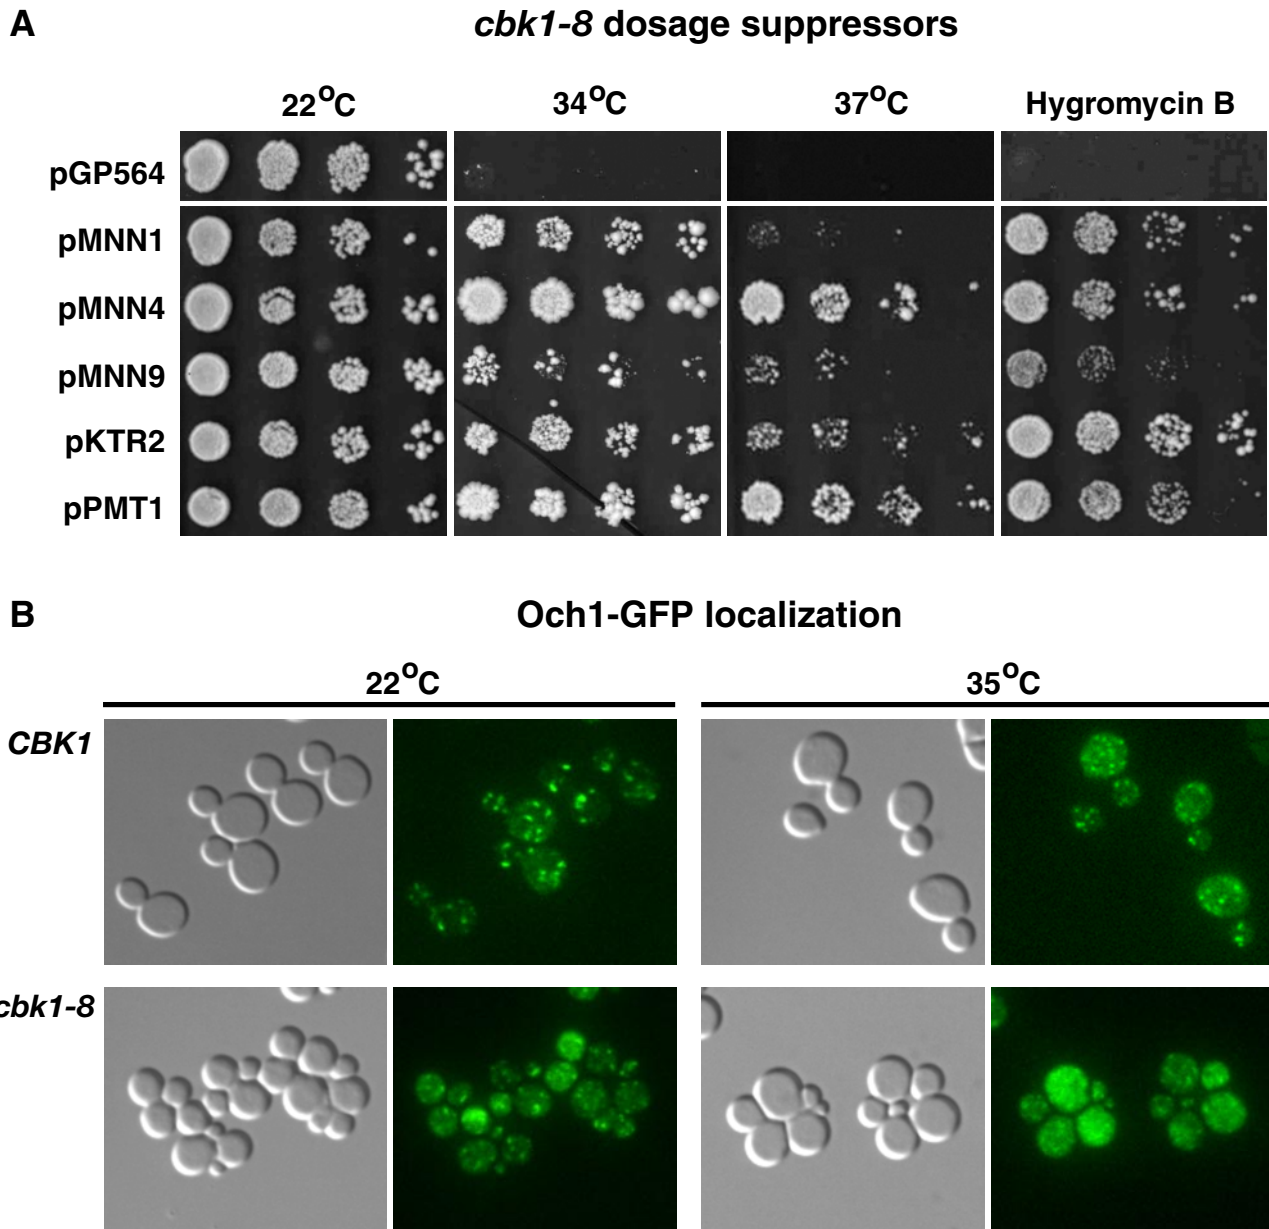 A
cbk1-8 dosage suppressors
22°C 34°C 37°C Hygromycin B
pGP564
pMNN1
pMNN4
pMNN9
pKTR2
pPMT1
B
Och1-GFP localization
22°C 35°C
CBK1
cbk1-8